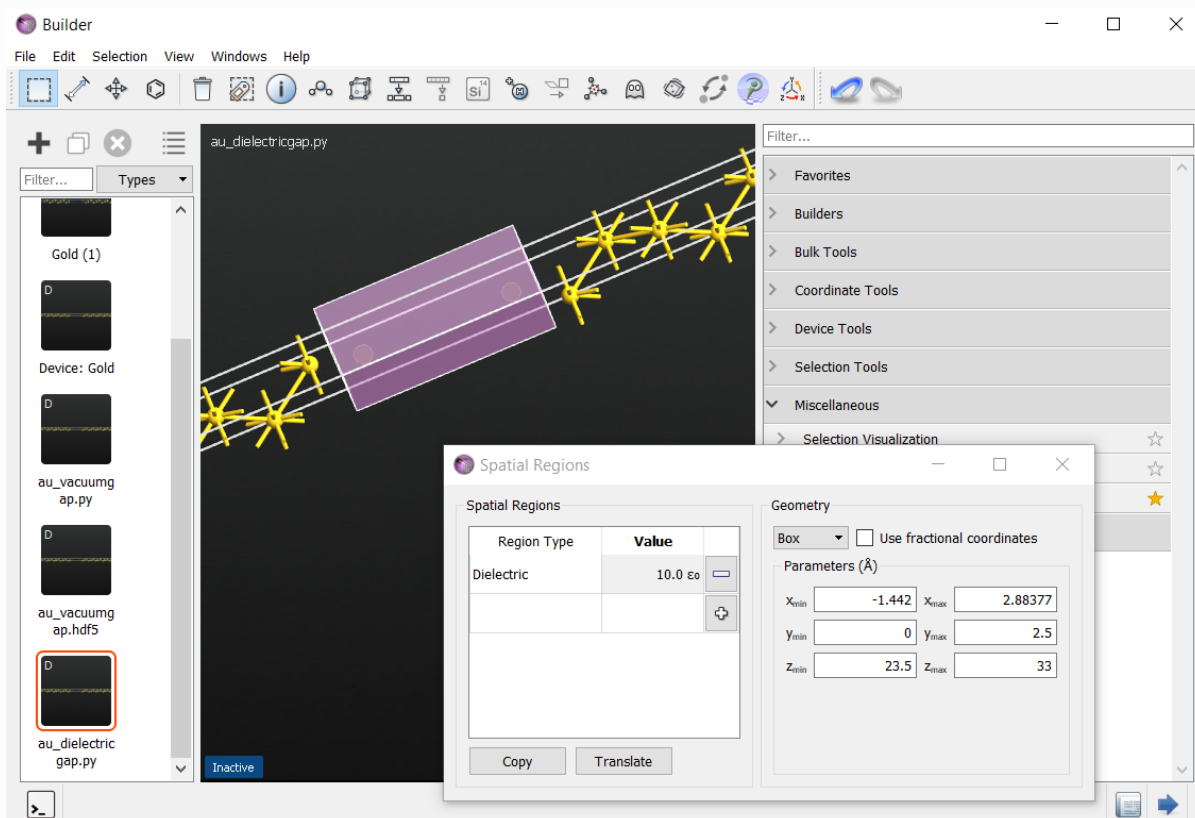 Builder
File Edit Selection View Windows Help
Si 14
z x
Filter... Types
Gold (1)
D
Device: Gold
D
au_vacuumg
ap.py
D
au_vacuumg
ap.hdf5
D
au_dielectric
gap.py
au_dielectricgap.py
Inactive
Filter...
Favorites
Builders
Bulk Tools
Coordinate Tools
Device Tools
Selection Tools
Miscellaneous
Selection Visualization
Spatial Regions
Spatial Regions
Region Type Value
Dielectric 10.0 ε₀
Copy Translate
Geometry
Box Use fractional coordinates
Parameters (Å)
xmin -1.442 xmax 2.88377
ymin 0 ymax 2.5
zmin 23.5 zmax 33
>_